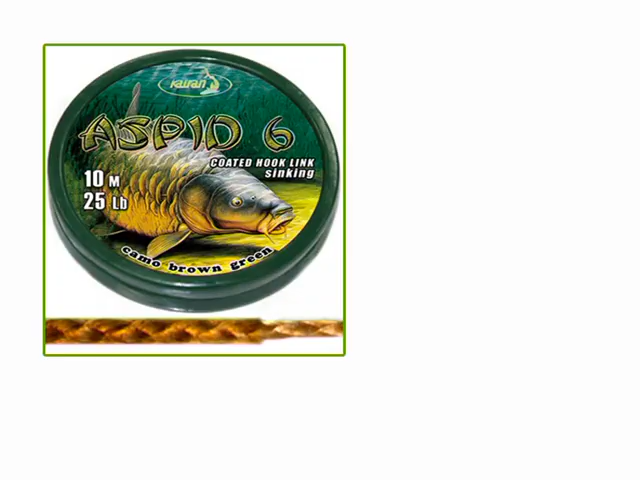 Katran
ASPID 6
COATED HOOK LINK
sinking
10 M
25 Lb
camo brown green